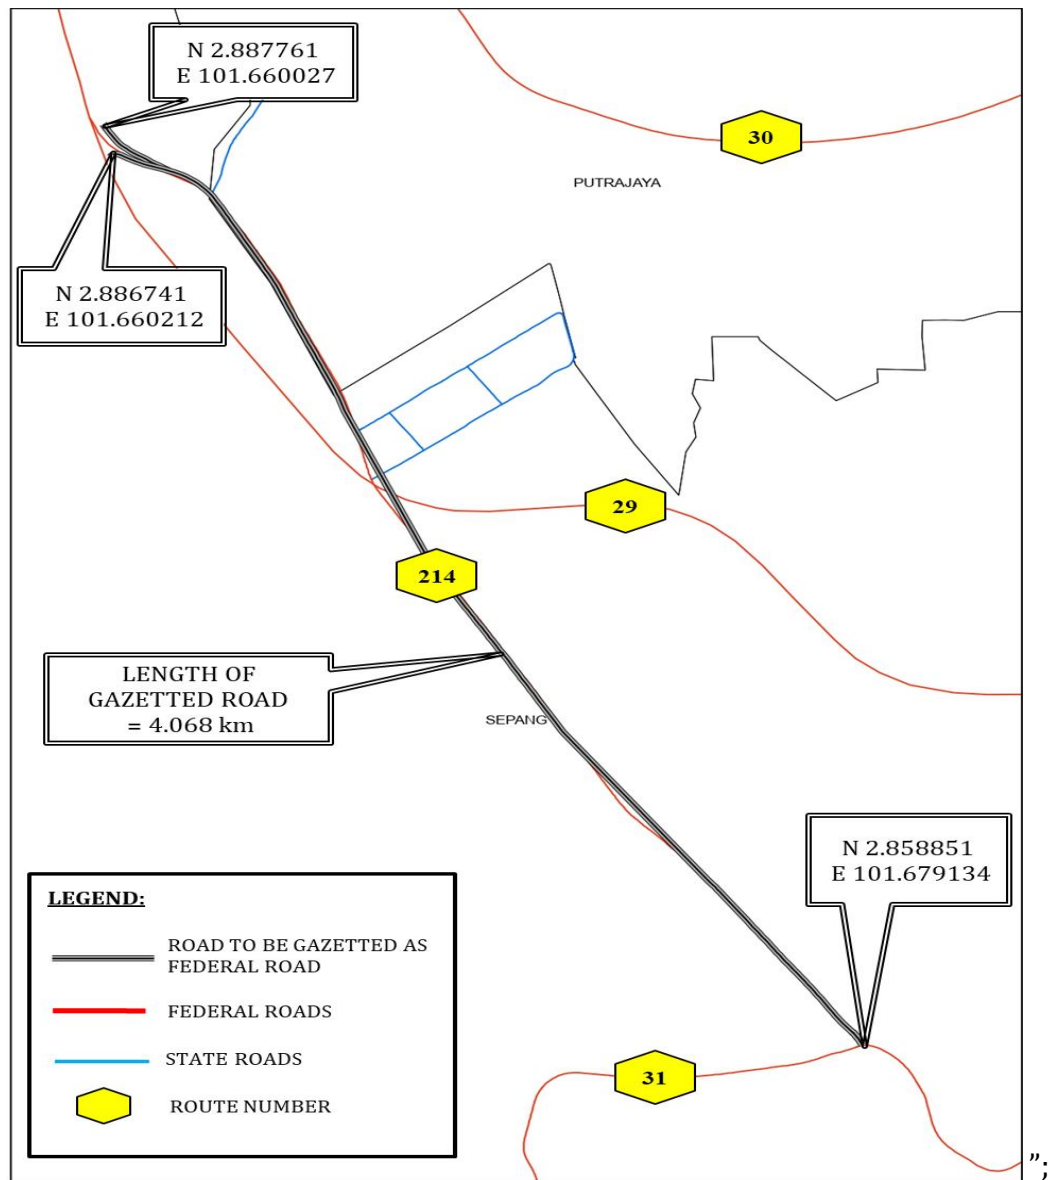 N 2.887761
E 101.660027
30
PUTRAJAYA
N 2.886741
E 101.660212
29
214
LENGTH OF
GAZETTED ROAD
= 4.068 km
SEPANG
N 2.858851
E 101.679134
LEGEND:
ROAD TO BE GAZETTED AS
FEDERAL ROAD
FEDERAL ROADS
STATE ROADS
ROUTE NUMBER
31
”;